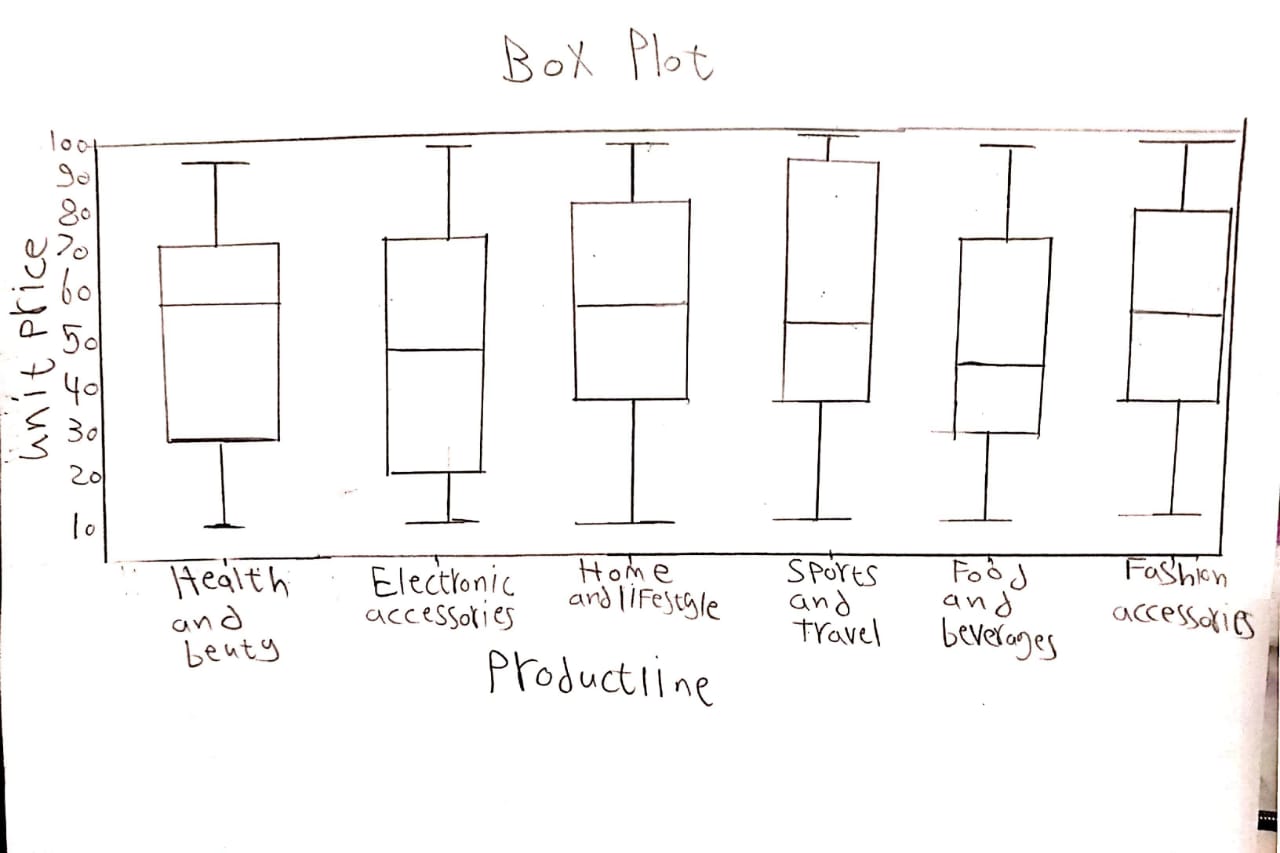 Box Plot
100
90
80
70
60
50
40
30
20
10
unit price
Health
and
beuty
Electronic
accessories
Home
and lifestyle
Sports
and
travel
Food
and
beverages
Fashion
accessories
Productline